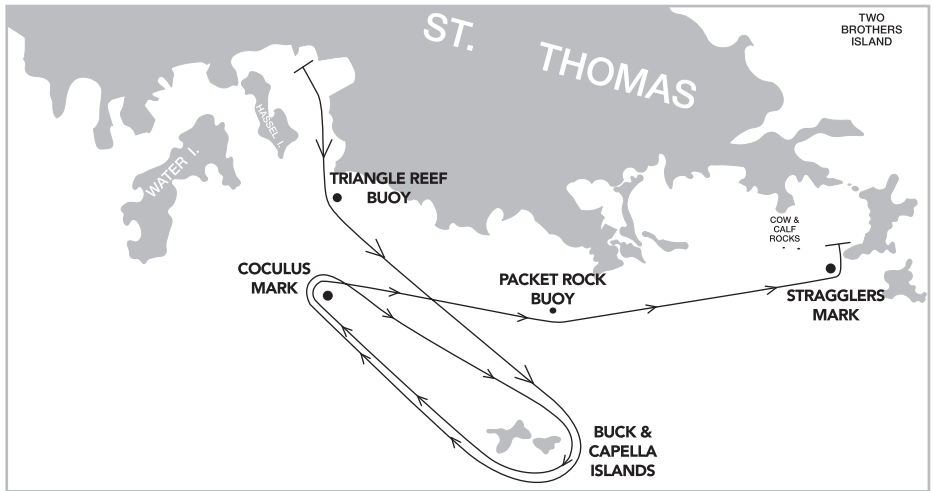 TWO
BROTHERS
ISLAND
ST. THOMAS
HASSEL I.
WATER I.
TRIANGLE REEF
BUOY
COW &
CALF
ROCKS
COCULUS
MARK
PACKET ROCK
BUOY
STRAGGLERS
MARK
BUCK &
CAPELLA
ISLANDS